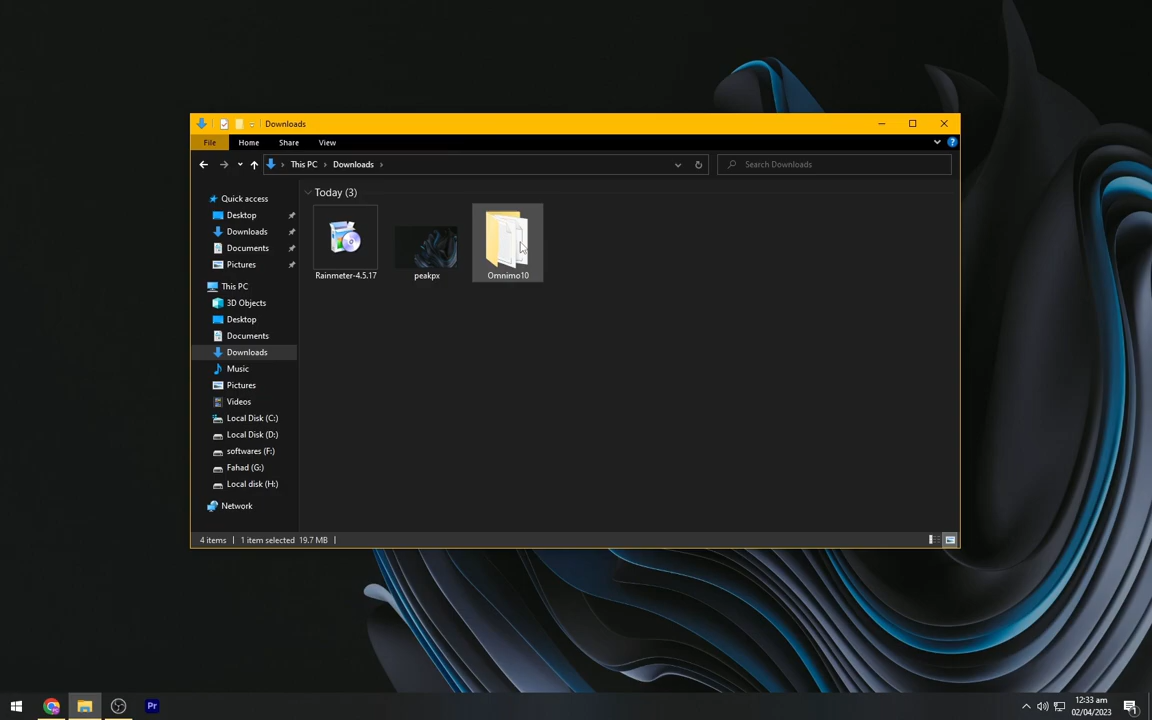 Downloads
File Home Share View
This PC Downloads
Search Downloads
Quick access
Desktop
Downloads
Documents
Pictures
This PC
3D Objects
Desktop
Documents
Downloads
Music
Pictures
Videos
Local Disk (C:)
Local Disk (D:)
softwares (F:)
Fahad (G:)
Local disk (H:)
Network
Today (3)
Rainmeter-4.5.17
peakpx
Omnimo10
4 items 1 item selected 19.7 MB
Pr
12:33 am
02/04/2023
1